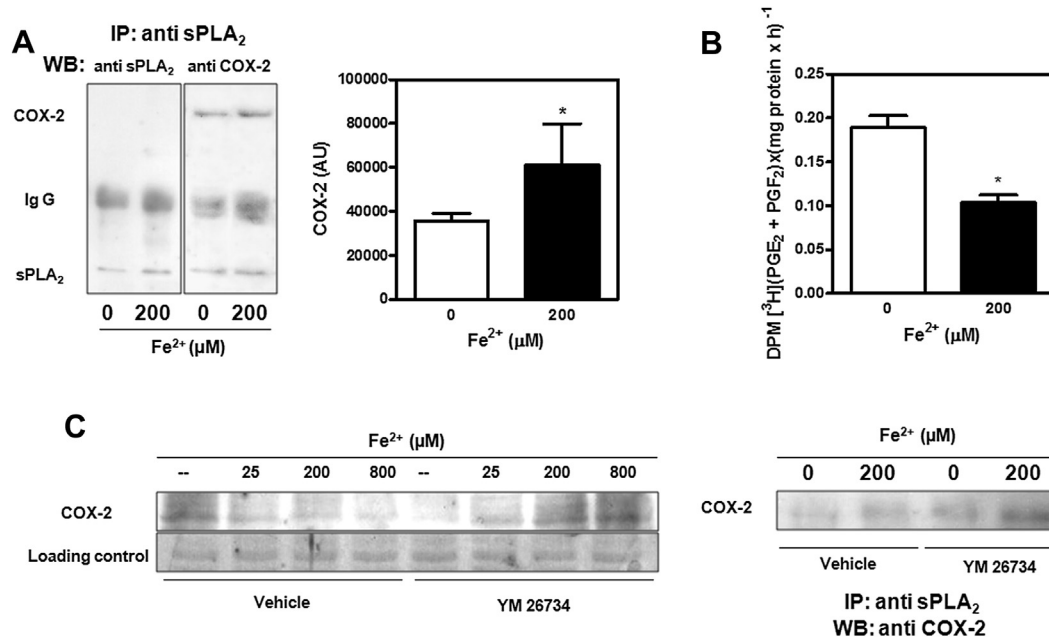 A
IP: anti sPLA₂
WB: anti sPLA₂ anti COX-2
COX-2
Ig G
sPLA₂
0 200 0 200
Fe²⁺ (µM)
COX-2 (AU)
100000
80000
60000
40000
20000
0
*
0 200
Fe²⁺ (µM)
B
DPM [³H](PGE₂ + PGF₂)x(mg protein x h) ⁻¹
0.25
0.20
0.15
0.10
0.05
0.00
*
0 200
Fe²⁺ (µM)
C
Fe²⁺ (µM)
-- 25 200 800 -- 25 200 800
COX-2
Loading control
Vehicle YM 26734
Fe²⁺ (µM)
0 200 0 200
COX-2
Vehicle YM 26734
IP: anti sPLA₂
WB: anti COX-2